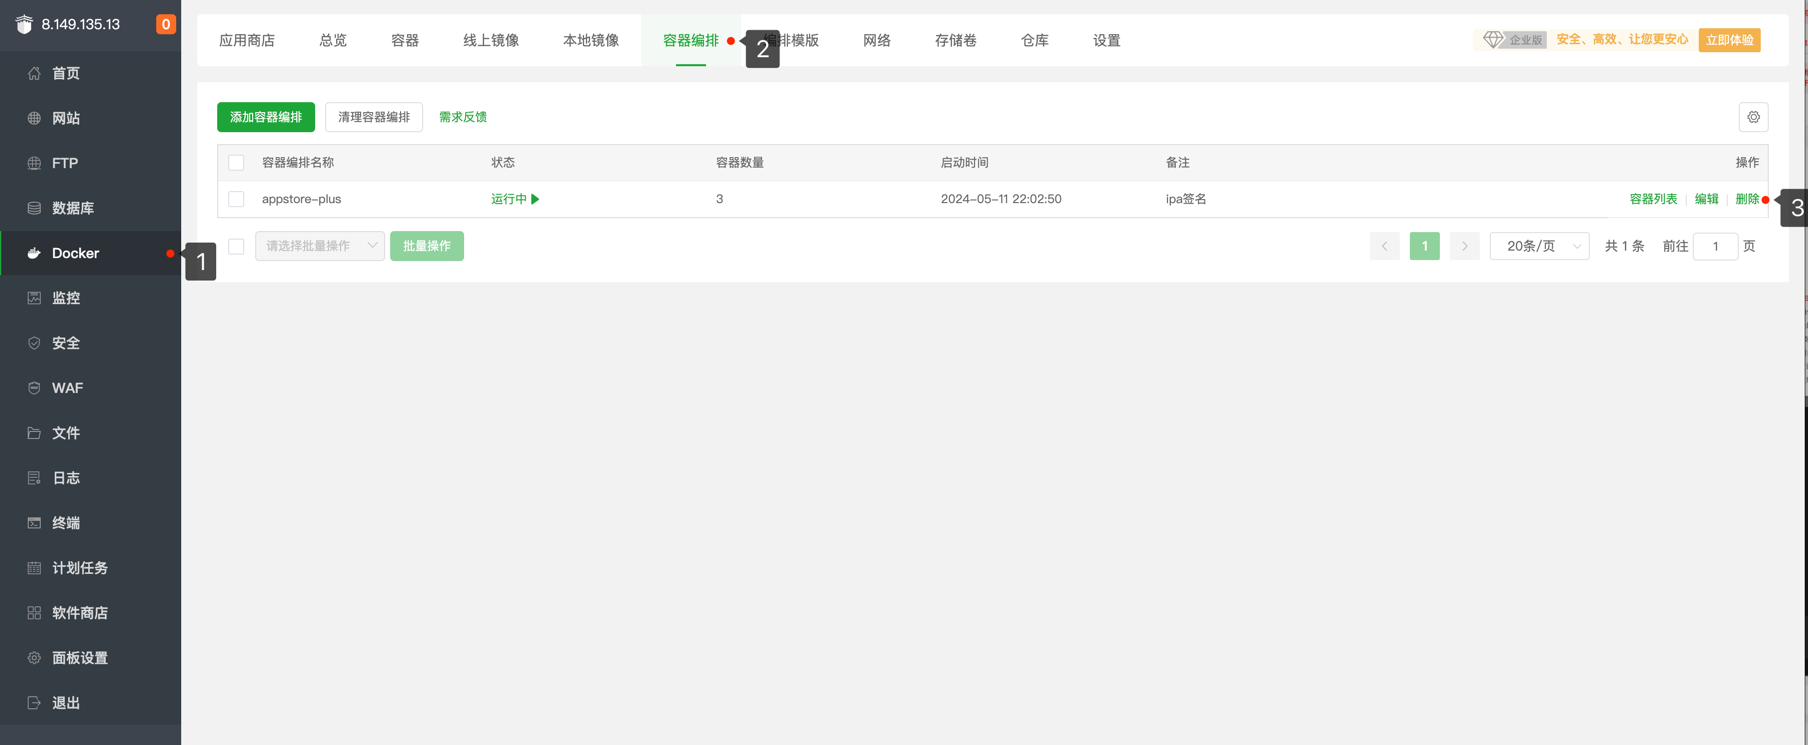 8.149.135.13
0
首页
网站
FTP
数据库
Docker
1
监控
安全
WAF
文件
日志
终端
计划任务
软件商店
面板设置
退出
应用商店
总览
容器
线上镜像
本地镜像
容器编排
2
排模版
网络
存储卷
仓库
设置
企业版
安全、高效、让您更安心
立即体验
添加容器编排
清理容器编排
需求反馈
容器编排名称
状态
容器数量
启动时间
备注
操作
appstore-plus
运行中
3
2024-05-11 22:02:50
ipa签名
容器列表
编辑
删除
3
请选择批量操作
批量操作
1
20条/页
共 1 条
前往 1 页